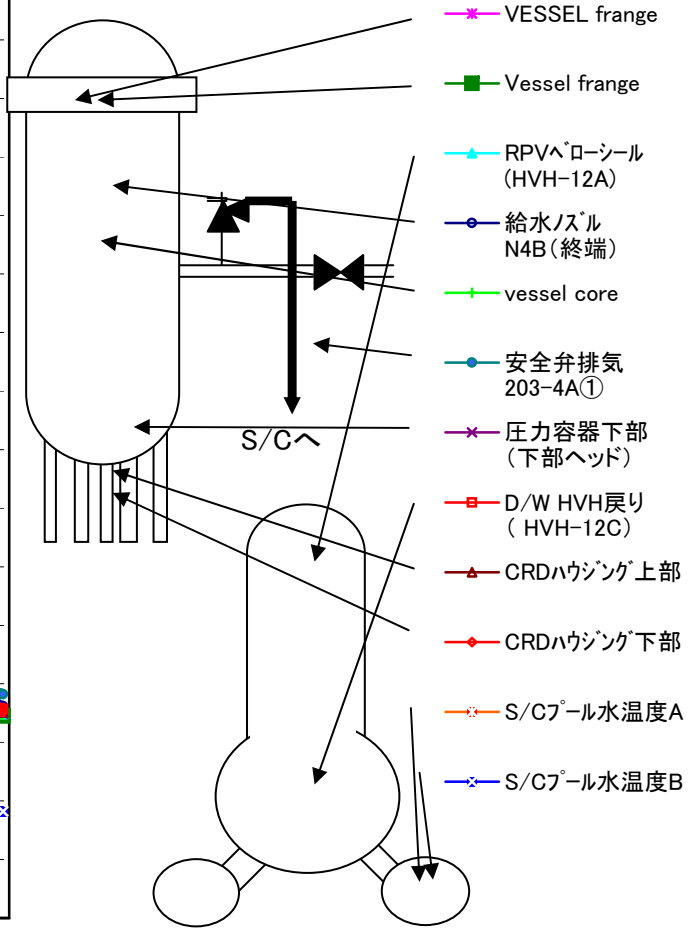 VESSEL frange
Vessel frange
RPVベローシール
(HVH-12A)
給水ノズル
N4B(終端)
vessel core
安全弁排気
203-4A①
圧力容器下部
(下部ヘッド)
D/W HVH戻り
( HVH-12C)
CRDハウジング上部
CRDハウジング下部
S/Cプール水温度A
S/Cプール水温度B
S/Cへ